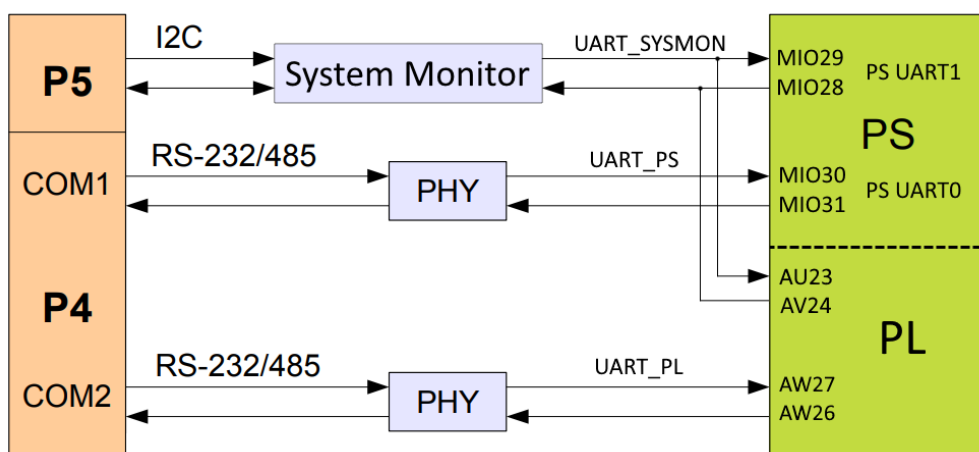 I2C
UART_SYSMON
P5
System Monitor
MIO29
PS UART1
MIO28
PS
RS-232/485
UART_PS
COM1
PHY
MIO30
PS UART0
MIO31
AU23
P4
AV24
PL
RS-232/485
UART_PL
COM2
PHY
AW27
AW26